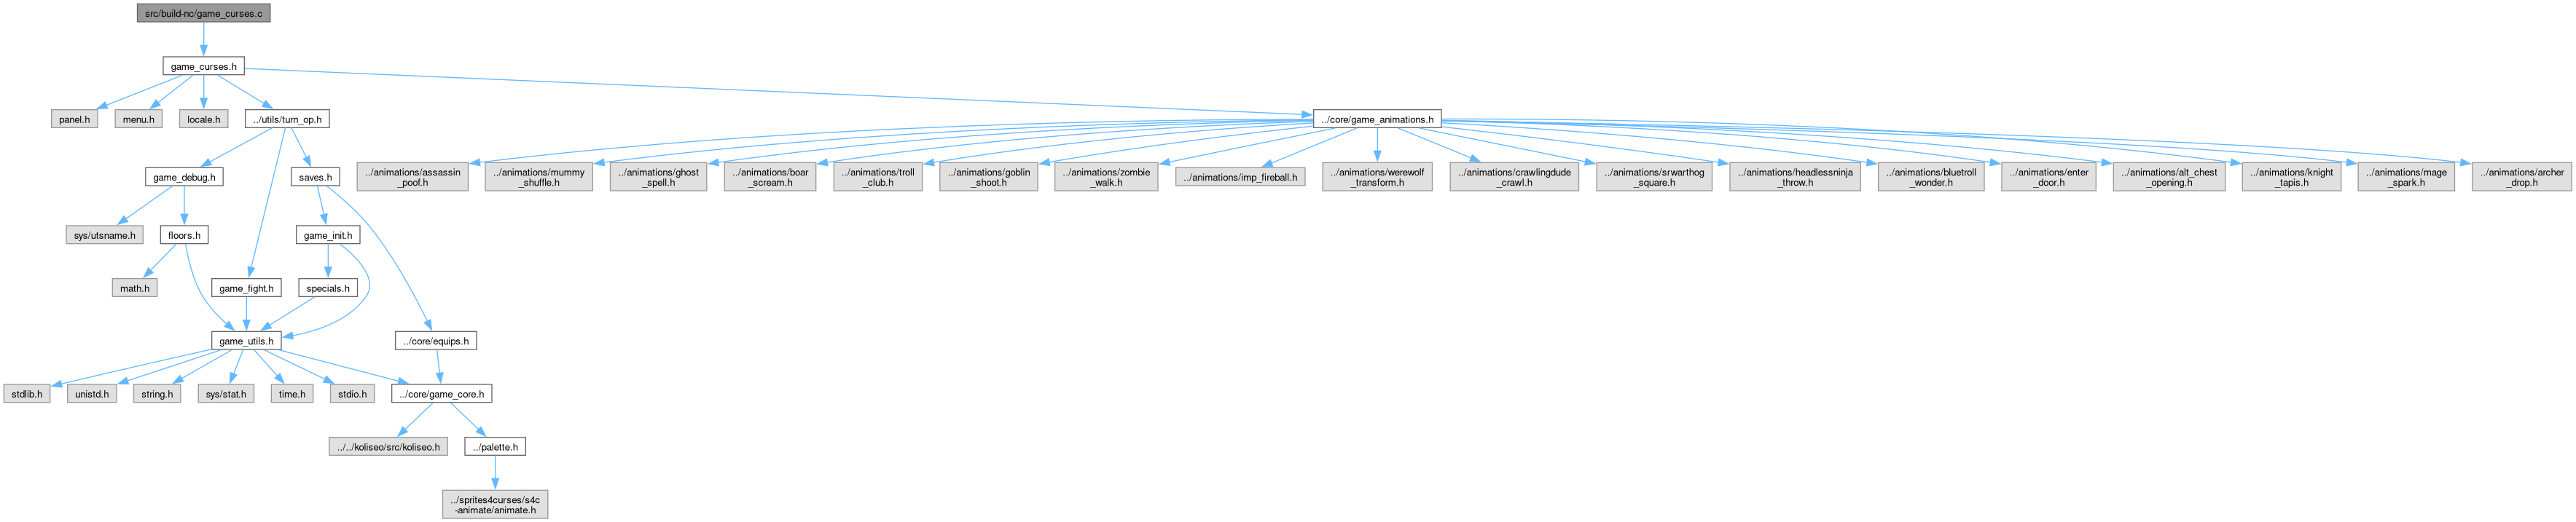 src/build-nc/game_curses.c
game_curses.h
panel.h
menu.h
locale.h
../utils/turn_op.h
../core/game_animations.h
game_debug.h
saves.h
../animations/assassin
_poof.h
../animations/mummy
_shuffle.h
../animations/ghost
_spell.h
../animations/boar
_scream.h
../animations/troll
_club.h
../animations/goblin
_shoot.h
../animations/zombie
_walk.h
../animations/imp_fireball.h
../animations/werewolf
_transform.h
../animations/crawlingdude
_crawl.h
../animations/srwarthog
_square.h
../animations/headlessninja
_throw.h
../animations/bluetroll
_wonder.h
../animations/enter
_door.h
../animations/alt_chest
_opening.h
../animations/knight
_tapis.h
../animations/mage
_spark.h
../animations/archer
_drop.h
sys/utsname.h
floors.h
game_init.h
math.h
game_fight.h
specials.h
game_utils.h
../core/equips.h
stdlib.h
unistd.h
string.h
sys/stat.h
time.h
stdio.h
../core/game_core.h
../../koliseo/src/koliseo.h
../palette.h
../sprites4curses/s4c
-animate/animate.h